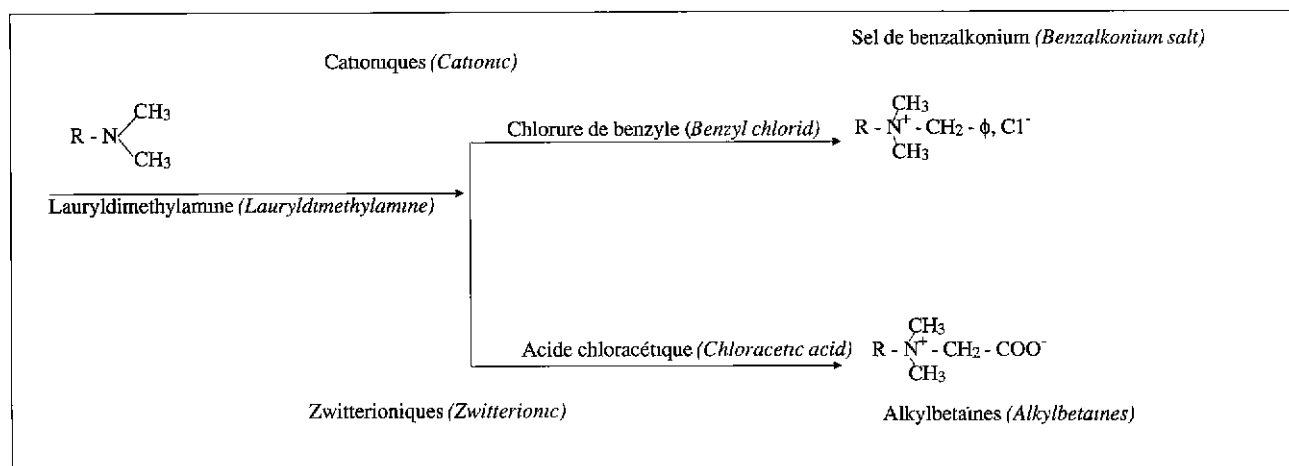 Sel de benzalkonium (Benzalkonium salt)
Cationiques (Cationic)
CH3
R - N
CH3
Chlorure de benzyle (Benzyl chlorid)
CH3
R - N+ - CH2 - ϕ, Cl-
CH3
Lauryldimethylamine (Lauryldimethylamine)
Acide chloracétique (Chloracetic acid)
CH3
R - N+ - CH2 - COO-
CH3
Zwitterioniques (Zwitterionic)
Alkylbetaines (Alkylbetaines)